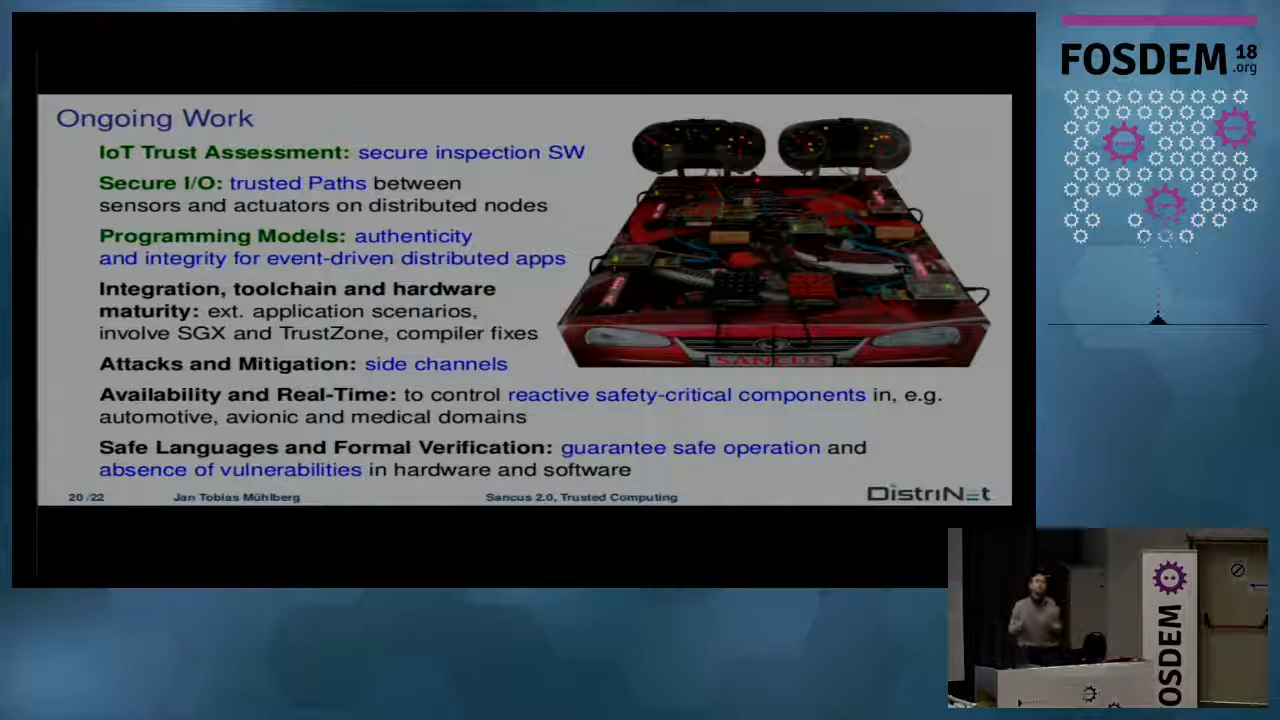 FOSDEM 18
.org
Ongoing Work
IoT Trust Assessment: secure inspection SW
Secure I/O: trusted Paths between
sensors and actuators on distributed nodes
Programming Models: authenticity
and integrity for event-driven distributed apps
Integration, toolchain and hardware
maturity: ext. application scenarios,
involve SGX and TrustZone, compiler fixes
Attacks and Mitigation: side channels
Availability and Real-Time: to control reactive safety-critical components in, e.g.
automotive, avionic and medical domains
Safe Languages and Formal Verification: guarantee safe operation and
absence of vulnerabilities in hardware and software
20 /22 Jan Tobias Mühlberg Sancus 2.0, Trusted Computing DistriNet
SANCUS
FOSDEM